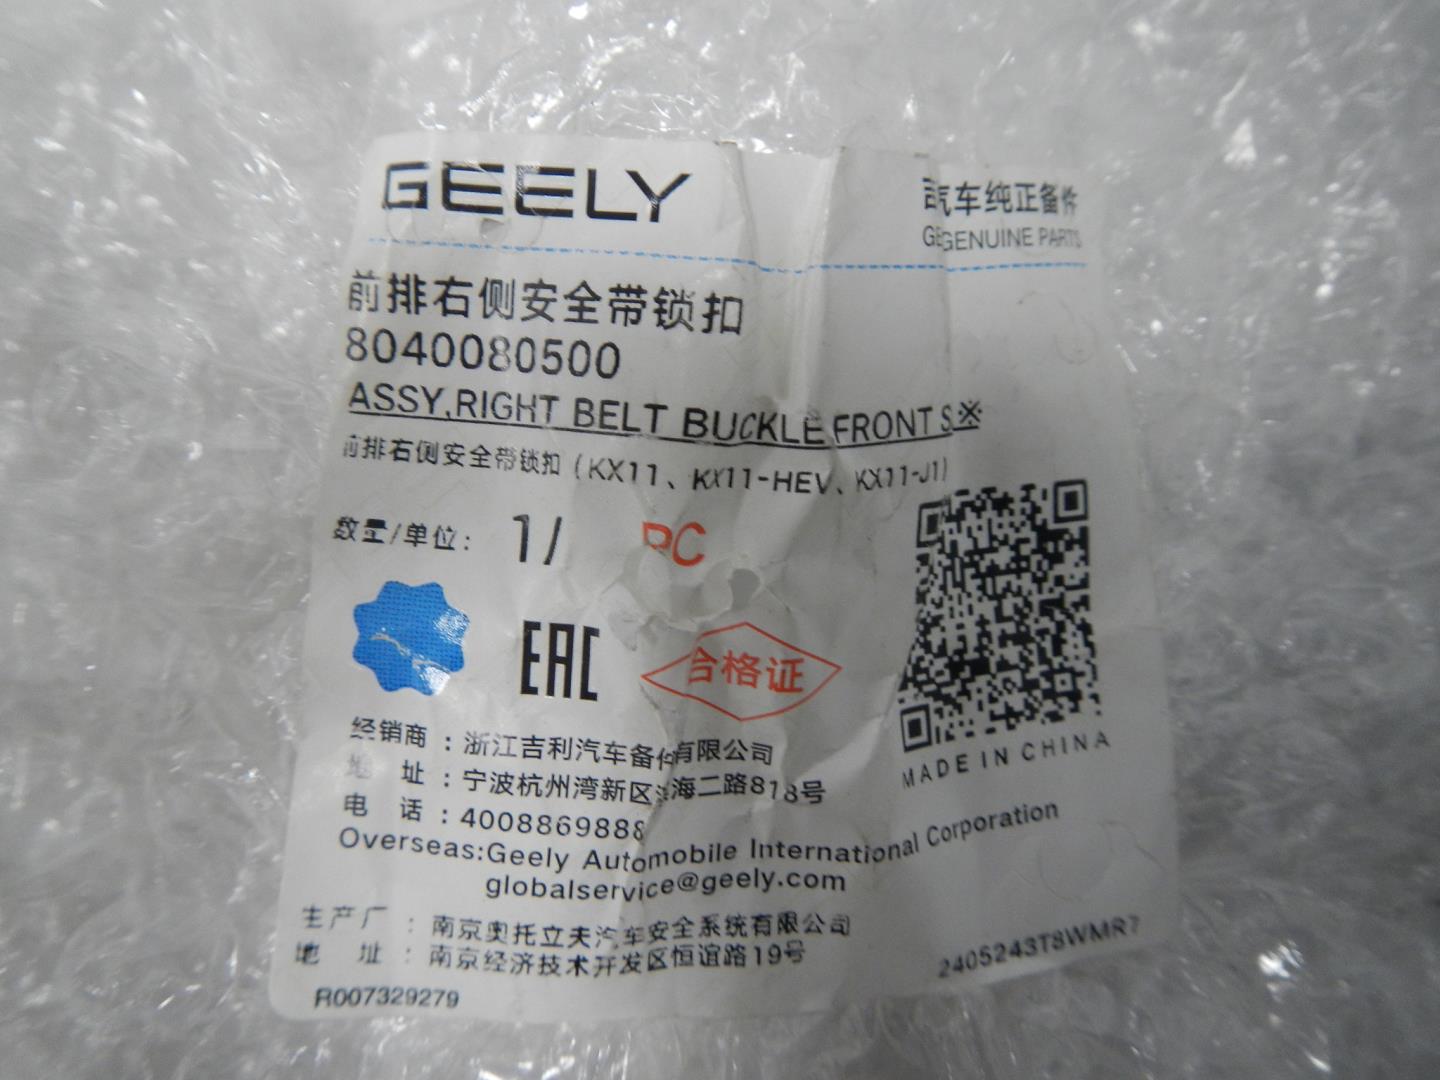 GEELY
汽车纯正备件
GENUINE PARTS
前排右侧安全带锁扣
8040080500
ASSY,RIGHT BELT BUCKLE,FRONT S※
前排右侧安全带锁扣(KX11、KX11-HEV、KX11-J1)
数量/单位: 1/ PC
EAC
合格证
MADE IN CHINA
经销商:浙江吉利汽车备件有限公司
地 址:宁波杭州湾新区 海二路818号
电 话:4008869888
Overseas:Geely Automobile International Corporation
globalservice@geely.com
生产厂:南京奥托立夫汽车安全系统有限公司
地 址:南京经济技术开发区恒谊路19号
R007329279
2405243T8WMR7